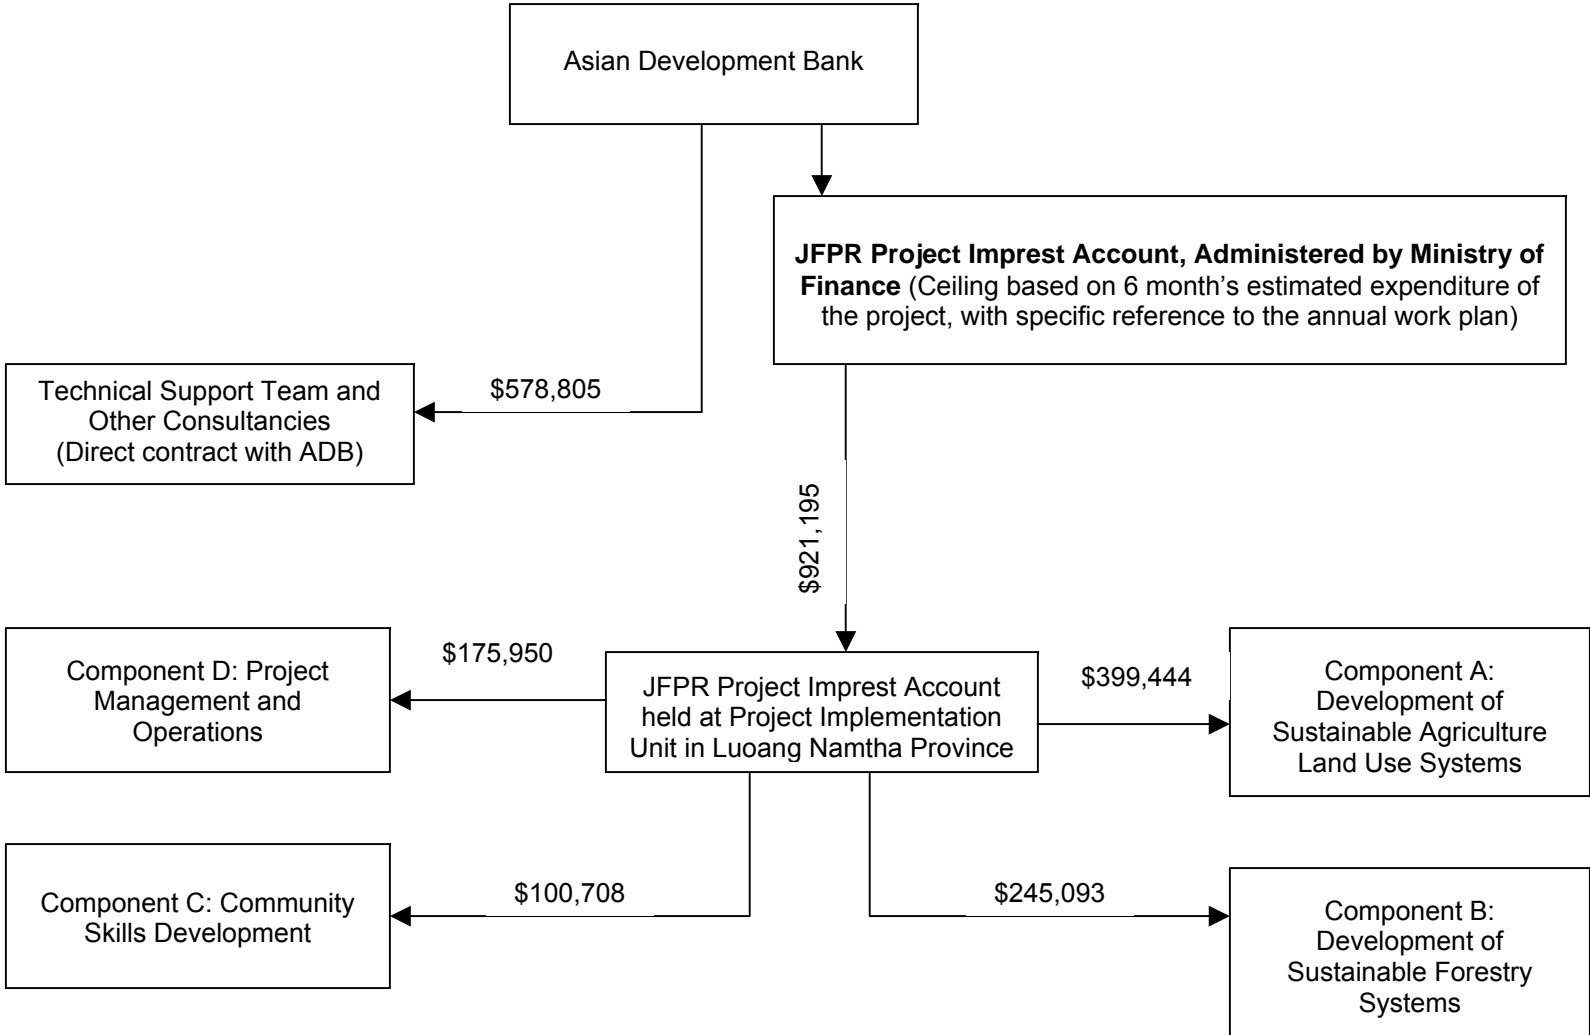 Asian Development Bank
JFPR Project Imprest Account, Administered by Ministry of
Finance (Ceiling based on 6 month’s estimated expenditure of
the project, with specific reference to the annual work plan)
Technical Support Team and
Other Consultancies
(Direct contract with ADB)
$578,805
$921,195
Component D: Project
Management and
Operations
$175,950
JFPR Project Imprest Account
held at Project Implementation
Unit in Luoang Namtha Province
$399,444
Component A:
Development of
Sustainable Agriculture
Land Use Systems
Component C: Community
Skills Development
$100,708
$245,093
Component B:
Development of
Sustainable Forestry
Systems